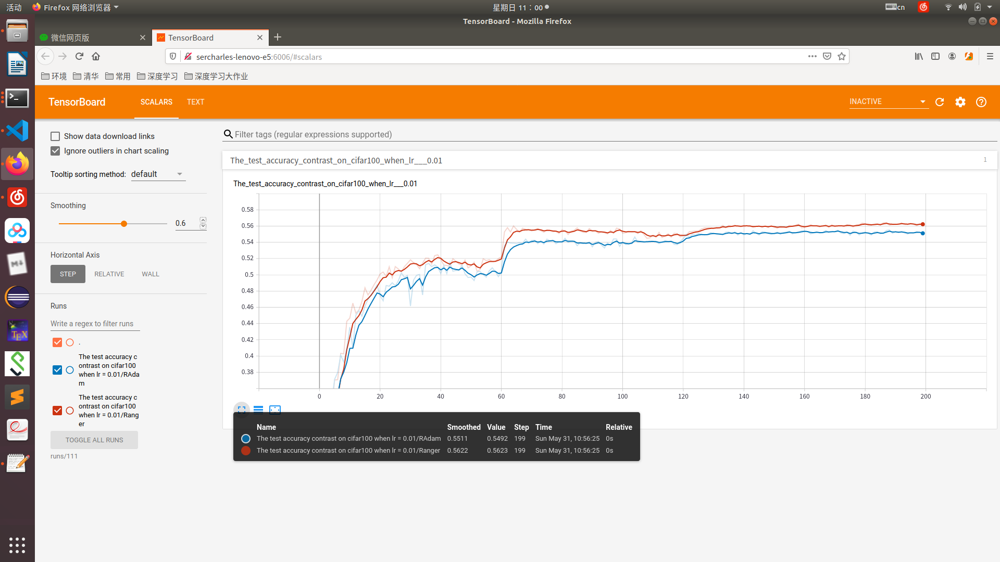 活动 Firefox 网络浏览器 星期日 11：00 cn
TensorBoard - Mozilla Firefox
微信网页版 TensorBoard
sercharles-lenovo-e5:6006/#scalars
环境 清华 常用 深度学习 深度学习大作业
TensorBoard SCALARS TEXT INACTIVE
Show data download links
Ignore outliers in chart scaling
Tooltip sorting method: default
Smoothing
0.6
Horizontal Axis
STEP RELATIVE WALL
Runs
Write a regex to filter runs
.
The test accuracy c
ontrast on cifar100
when lr = 0.01/RAda
m
The test accuracy c
ontrast on cifar100
when lr = 0.01/Rang
er
TOGGLE ALL RUNS
runs/111
Filter tags (regular expressions supported)
The_test_accuracy_contrast_on_cifar100_when_lr___0.01 1
The_test_accuracy_contrast_on_cifar100_when_lr___0.01
0.58
0.56
0.54
0.52
0.5
0.48
0.46
0.44
0.42
0.4
0.38
0 20 40 60 80 100 120 140 160 180 200
Name Smoothed Value Step Time Relative
The test accuracy contrast on cifar100 when lr = 0.01/RAdam 0.5511 0.5492 199 Sun May 31, 10:56:25 0s
The test accuracy contrast on cifar100 when lr = 0.01/Ranger 0.5622 0.5623 199 Sun May 31, 10:56:25 0s
M
TEX